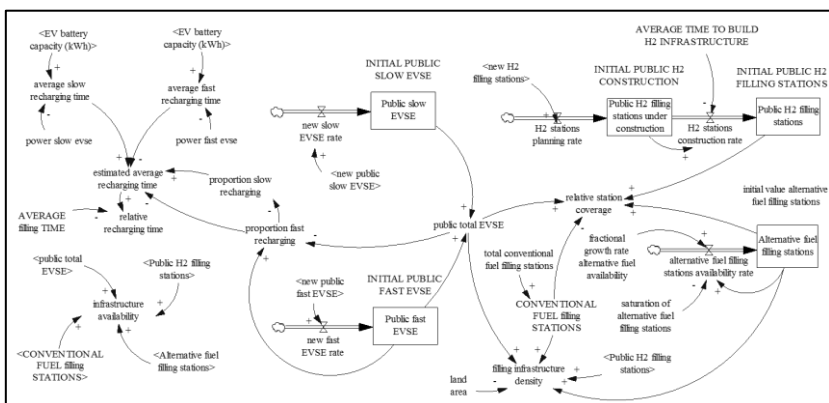 <EV battery
capacity (kWh)>
<EV battery
capacity (kWh)>
average slow
recharging time
average fast
recharging time
power slow evse
power fast evse
estimated average
recharging time
AVERAGE
filling TIME
relative
recharging time
proportion slow
recharging
proportion fast
recharging
<public total
EVSE>
<Public H2 filling
stations>
infrastructure
availability
<CONVENTIONAL
FUEL filling
STATIONS>
<Alternative fuel
filling stations>
INITIAL PUBLIC
SLOW EVSE
Public slow
EVSE
new slow
EVSE rate
<new public
slow EVSE>
public total EVSE
INITIAL PUBLIC
FAST EVSE
<new public
fast EVSE>
Public fast
EVSE
new fast
EVSE rate
AVERAGE TIME TO BUILD
H2 INFRASTRUCTURE
<new H2
filling stations>
INITIAL PUBLIC H2
CONSTRUCTION
INITIAL PUBLIC H2
FILLING STATIONS
Public H2 filling
stations under
construction
Public H2 filling
stations
H2 stations
planning rate
H2 stations
construction rate
relative station
coverage
initial value alternative
fuel filling stations
fractional
growth rate
alternative fuel
availability
Alternative fuel
filling stations
alternative fuel filling
stations availability rate
total conventional
fuel filling stations
saturation of
alternative fuel
filling stations
CONVENTIONAL
FUEL filling
STATIONS
<Public H2 filling
stations>
filling infrastructure
density
land
area